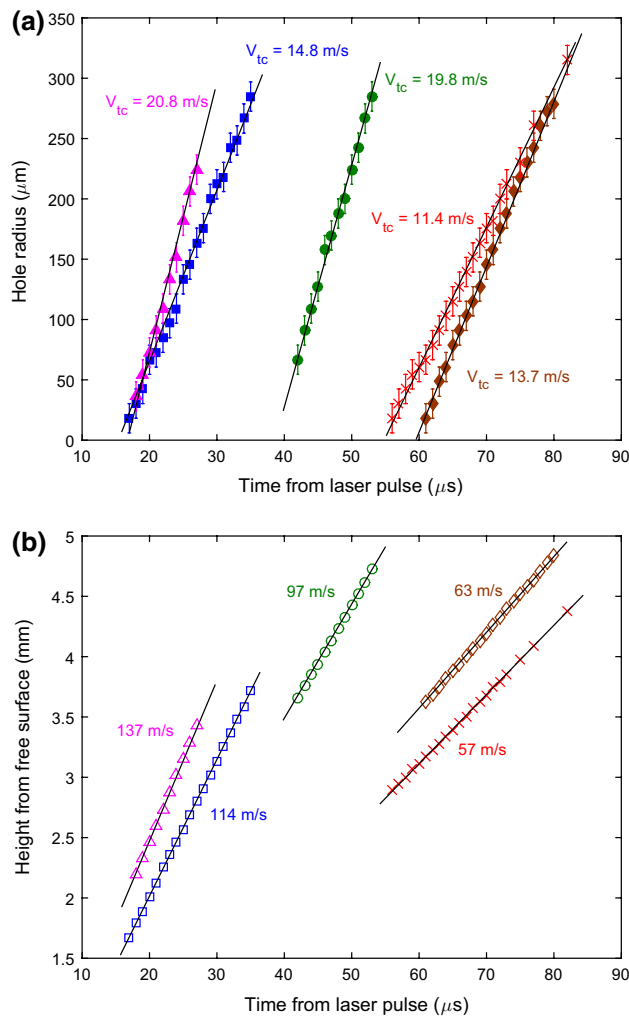 (a)
350
300
250
200
150
100
50
0
Hole radius (μm)
V_tc = 14.8 m/s
V_tc = 20.8 m/s
V_tc = 19.8 m/s
V_tc = 11.4 m/s
V_tc = 13.7 m/s
10 20 30 40 50 60 70 80 90
Time from laser pulse (μs)
(b)
5
4.5
4
3.5
3
2.5
2
1.5
Height from free surface (mm)
97 m/s
63 m/s
137 m/s
57 m/s
114 m/s
10 20 30 40 50 60 70 80 90
Time from laser pulse (μs)